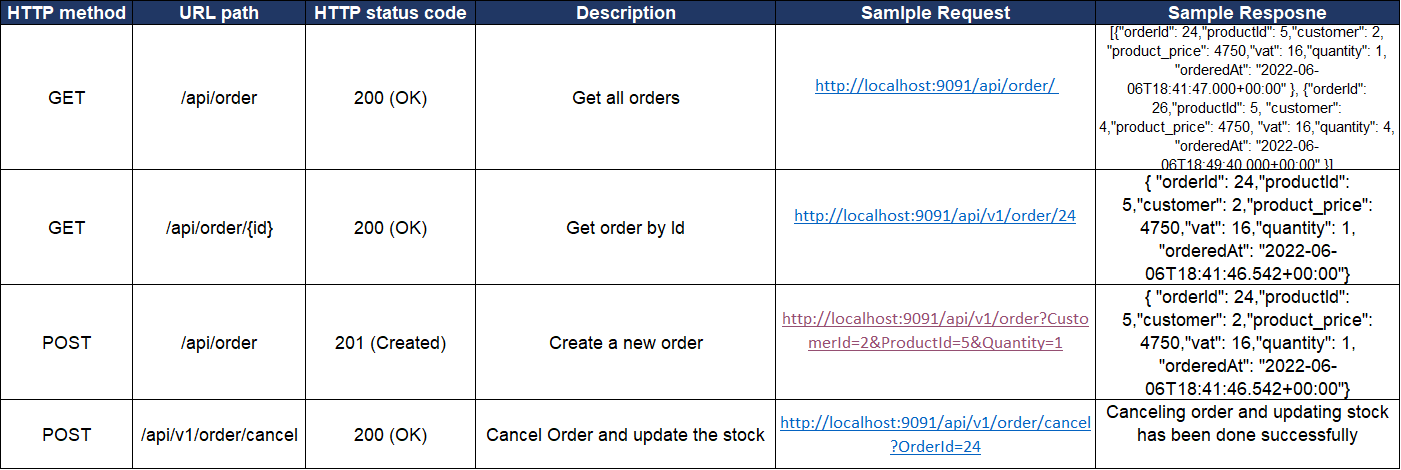 HTTP method URL path HTTP status code Description Samlple Request Sample Resposne
GET /api/order 200 (OK) Get all orders http://localhost:9091/api/order/
[{"orderId": 24,"productId": 5,"customer": 2,
"product_price": 4750,"vat": 16,"quantity": 1,
"orderedAt": "2022-06-
06T18:41:47.000+00:00" }, {"orderId":
26,"productId": 5, "customer":
4,"product_price": 4750, "vat": 16,"quantity": 4,
"orderedAt": "2022-06-
06T18:49:40.000+00:00" }]
GET /api/order/{id} 200 (OK) Get order by Id http://localhost:9091/api/v1/order/24
{ "orderId": 24,"productId":
5,"customer": 2,"product_price":
4750,"vat": 16,"quantity": 1,
"orderedAt": "2022-06-
06T18:41:46.542+00:00"}
POST /api/order 201 (Created) Create a new order
http://localhost:9091/api/v1/order?Custo
merId=2&ProductId=5&Quantity=1
{ "orderId": 24,"productId":
5,"customer": 2,"product_price":
4750,"vat": 16,"quantity": 1,
"orderedAt": "2022-06-
06T18:41:46.542+00:00"}
POST /api/v1/order/cancel 200 (OK) Cancel Order and update the stock
http://localhost:9091/api/v1/order/cancel
?OrderId=24
Canceling order and updating stock
has been done successfully